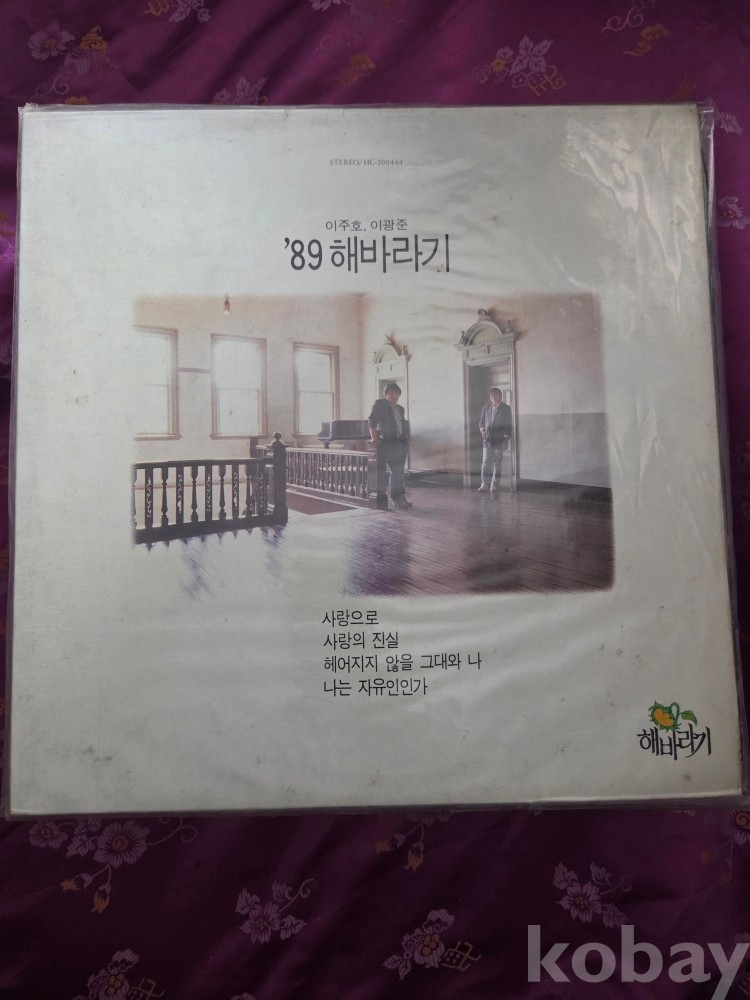 STEREO/HC-200444
이주호, 이광준
'89 해바라기
사랑으로
사랑의 진실
헤어지지 않을 그대와 나
나는 자유인인가
해바라기
kobay